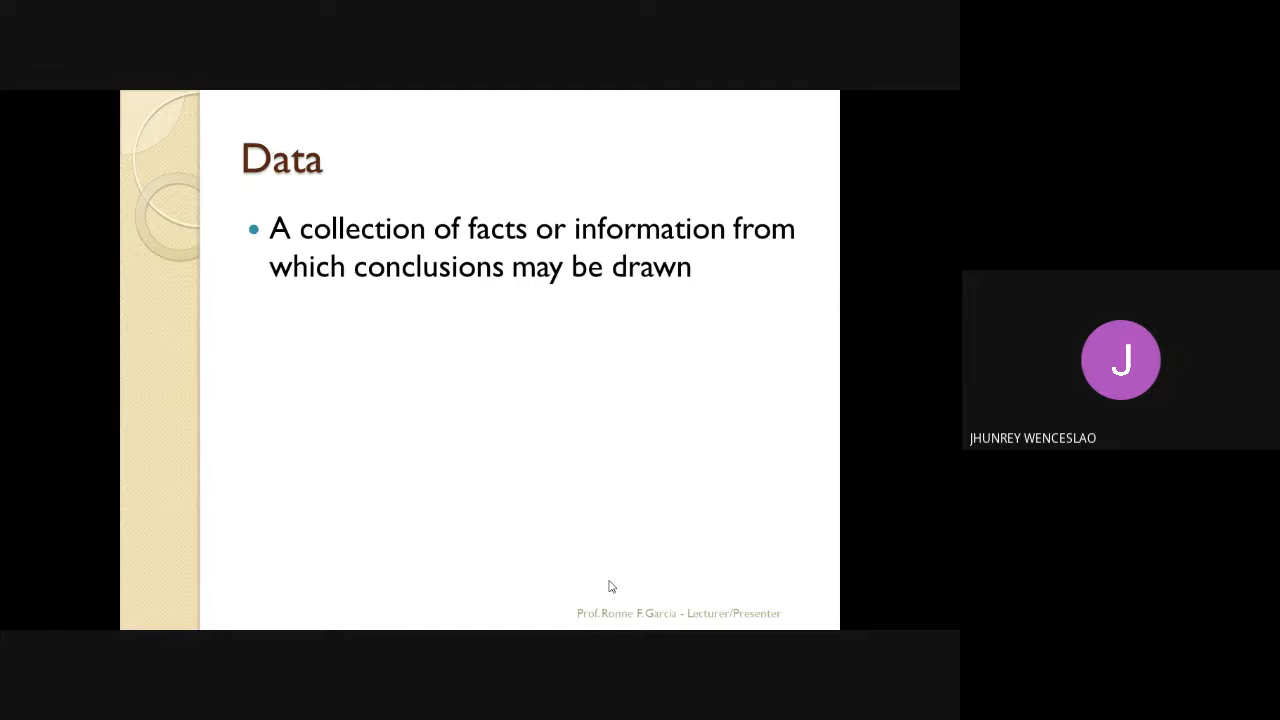 Data
• A collection of facts or information from
which conclusions may be drawn
Prof. Ronne F. Garcia - Lecturer/Presenter
J
JHUNREY WENCESLAO